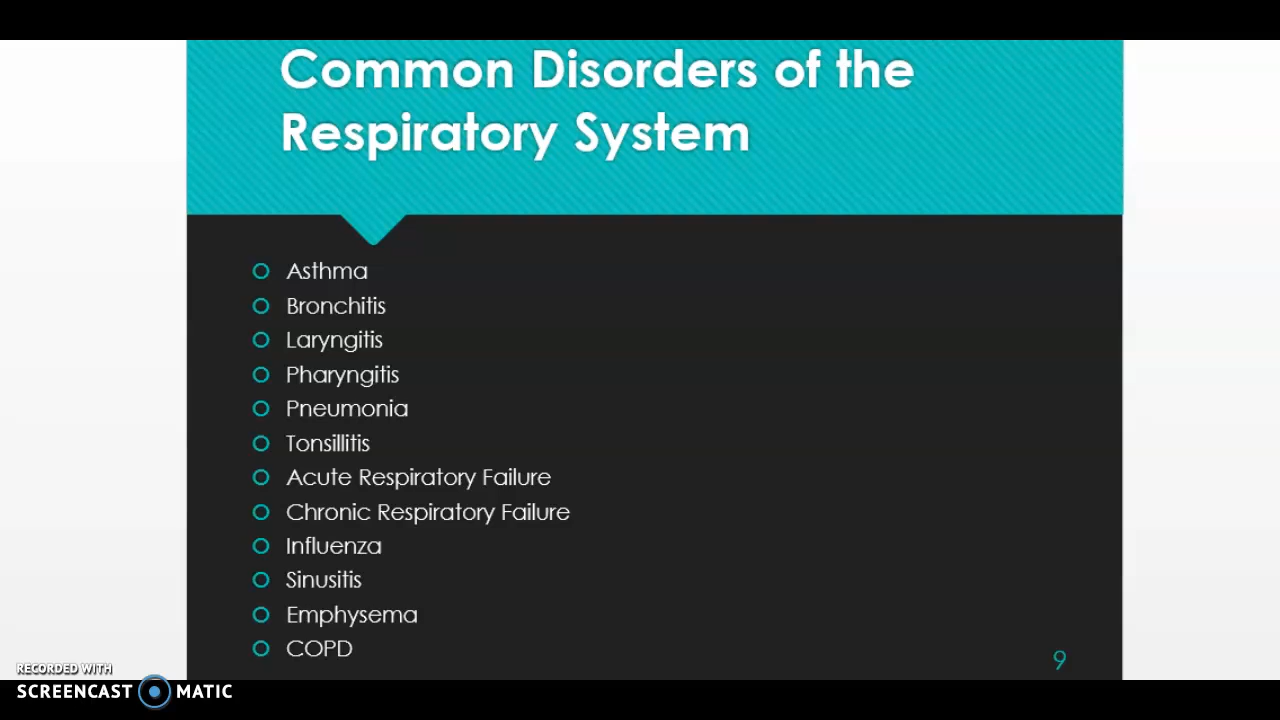 Common Disorders of the
Respiratory System
Asthma
Bronchitis
Laryngitis
Pharyngitis
Pneumonia
Tonsillitis
Acute Respiratory Failure
Chronic Respiratory Failure
Influenza
Sinusitis
Emphysema
COPD
9
RECORDED WITH
SCREENCAST MATIC